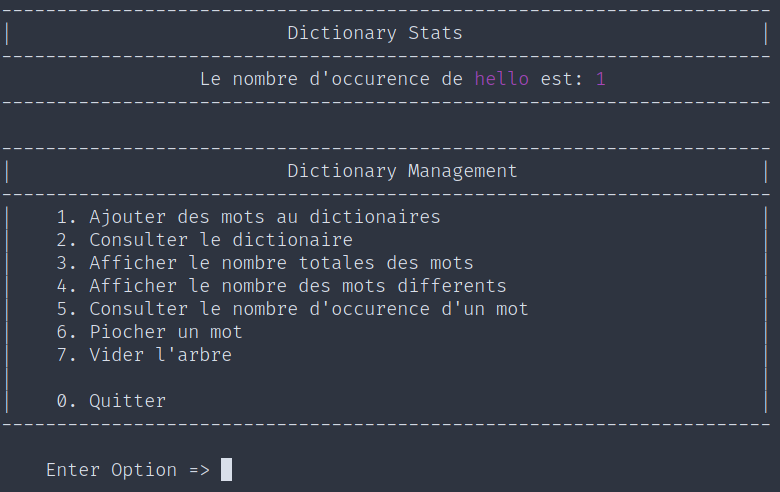 Dictionary Stats
Le nombre d'occurence de hello est: 1
Dictionary Management
1. Ajouter des mots au dictionaires
2. Consulter le dictionaire
3. Afficher le nombre totales des mots
4. Afficher le nombre des mots differents
5. Consulter le nombre d'occurence d'un mot
6. Piocher un mot
7. Vider l'arbre
0. Quitter
Enter Option =>